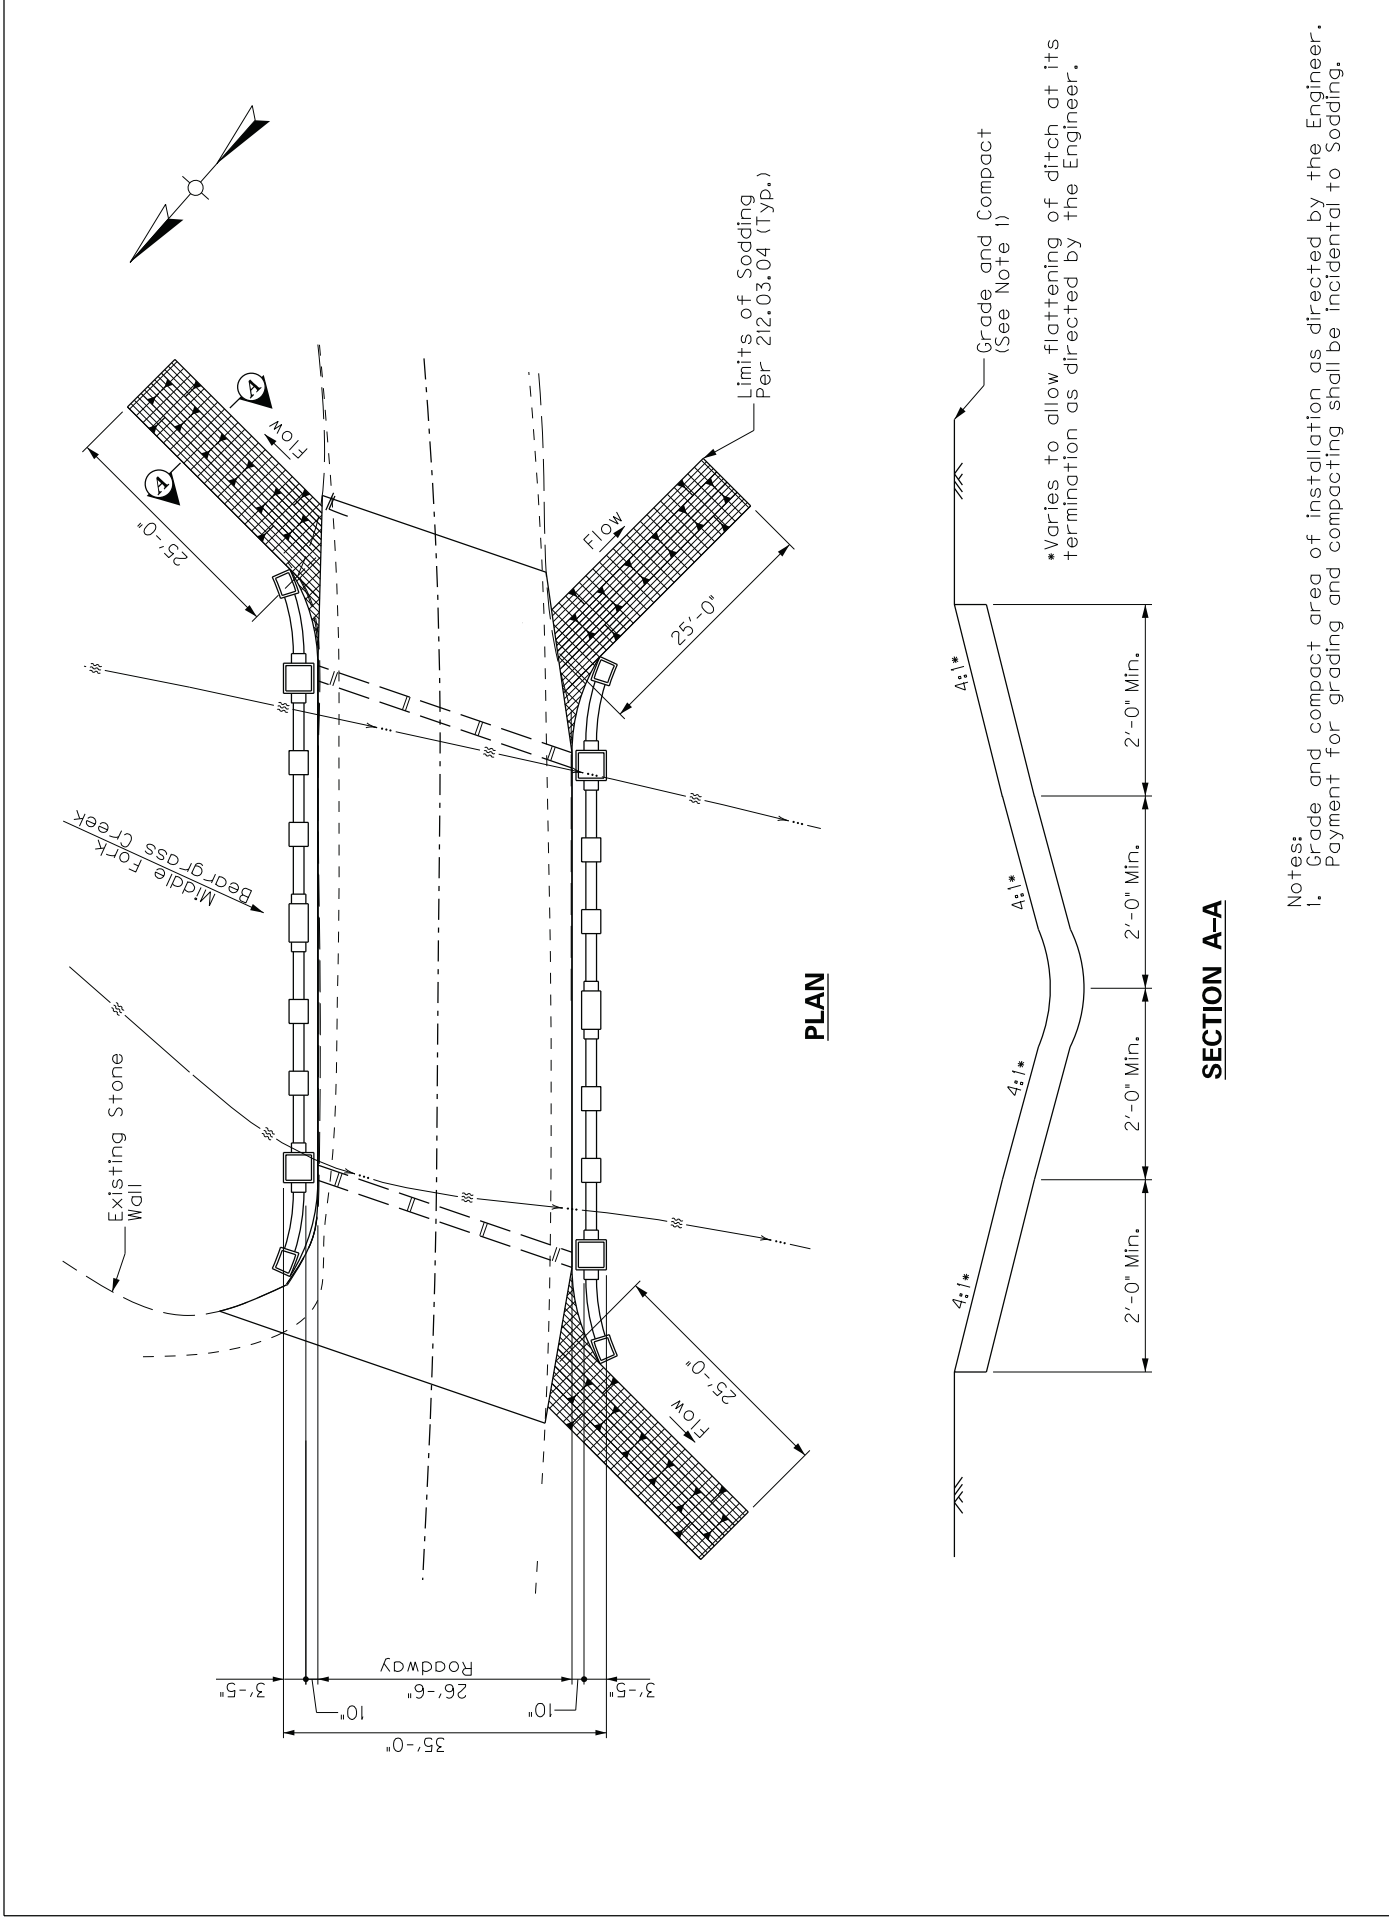 Existing Stone
Wall
Middle Fork
Beargrass Creek
A
A
Flow
25'-0"
Flow
25'-0"
Flow
25'-0"
Limits of Sodding
Per 212.03.04 (Typ.)
3'-5"
10"
26'-6"
Roadway
10"
3'-5"
35'-0"
PLAN
4:1*
4:1*
4:1*
4:1*
2'-0" Min.
2'-0" Min.
2'-0" Min.
2'-0" Min.
Grade and Compact
(See Note 1)
*Varies to allow flattening of ditch at its
termination as directed by the Engineer.
SECTION A–A
Notes:
1. Grade and compact area of installation as directed by the Engineer.
Payment for grading and compacting shall be incidental to Sodding.